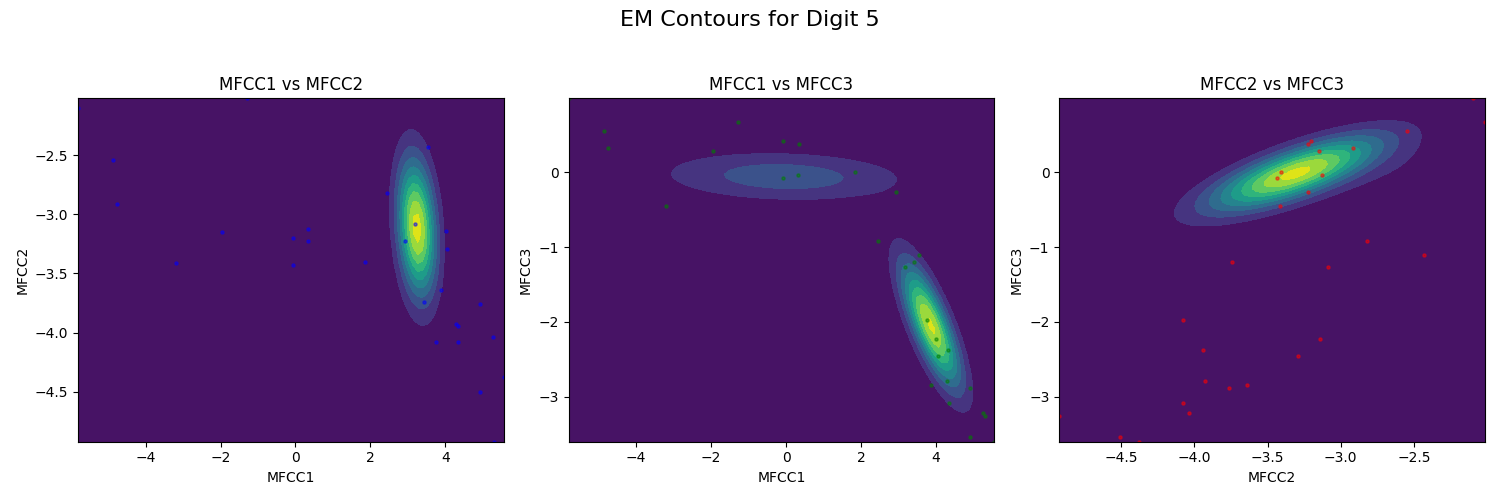 EM Contours for Digit 5
MFCC1 vs MFCC2
MFCC2
−2.5
−3.0
−3.5
−4.0
−4.5
−4
−2
0
2
4
MFCC1
MFCC1 vs MFCC3
MFCC3
0
−1
−2
−3
−4
−2
0
2
4
MFCC1
MFCC2 vs MFCC3
MFCC3
0
−1
−2
−3
−4.5
−4.0
−3.5
−3.0
−2.5
MFCC2